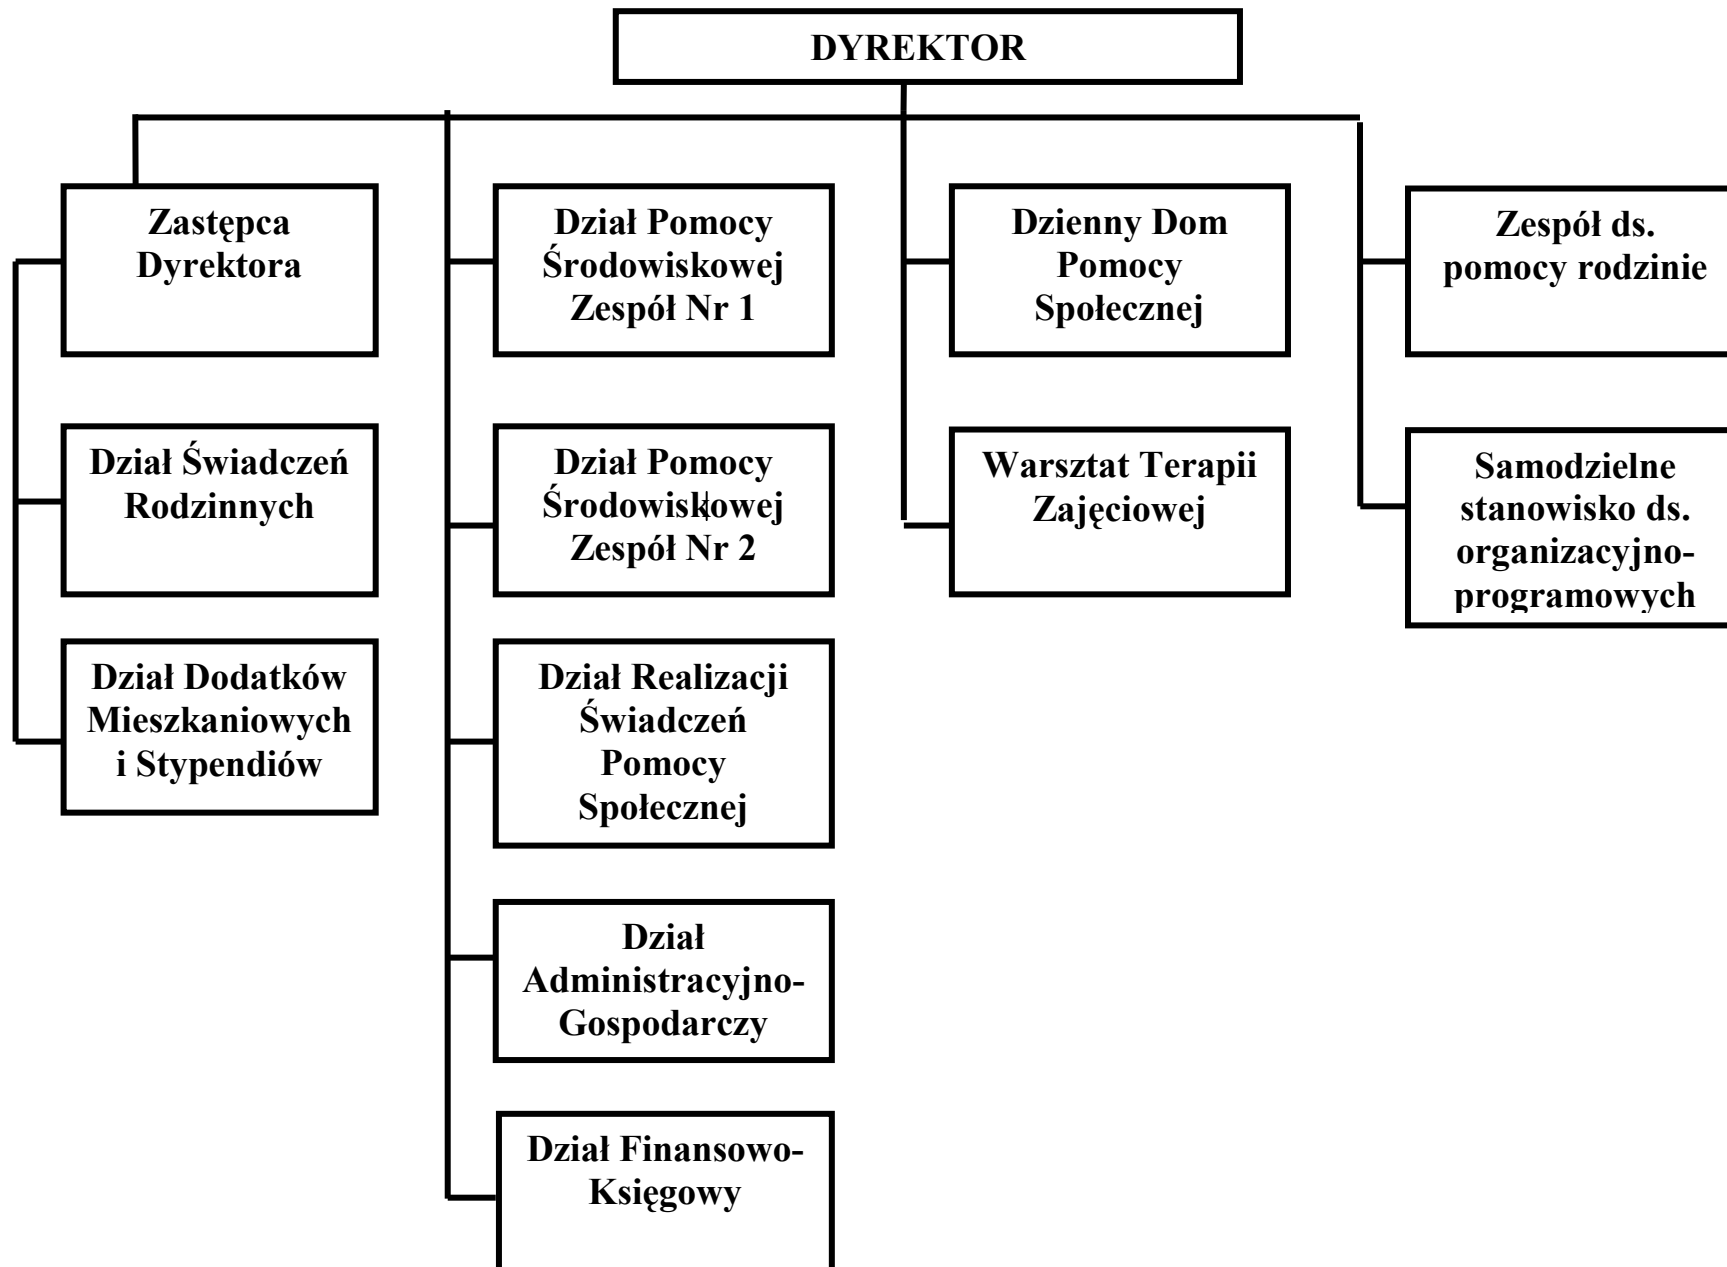 DYREKTOR
Zastępca
Dyrektora
Dział Świadczeń
Rodzinnych
Dział Dodatków
Mieszkaniowych
i Stypendiów
Dział Pomocy
Środowiskowej
Zespół Nr 1
Dział Pomocy
Środowiskowej
Zespół Nr 2
Dział Realizacji
Świadczeń
Pomocy
Społecznej
Dział
Administracyjno-
Gospodarczy
Dział Finansowo-
Księgowy
Dzienny Dom
Pomocy
Społecznej
Warsztat Terapii
Zajęciowej
Zespół ds.
pomocy rodzinie
Samodzielne
stanowisko ds.
organizacyjno-
programowych